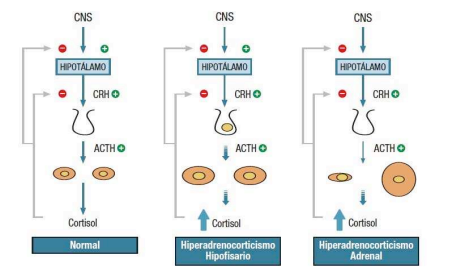 CNS
HIPOTÁLAMO
CRH
ACTH
Cortisol
Normal
CNS
HIPOTÁLAMO
CRH
ACTH
Cortisol
Hiperadrenocorticismo
Hipofisario
CNS
HIPOTÁLAMO
CRH
ACTH
Cortisol
Hiperadrenocorticismo
Adrenal